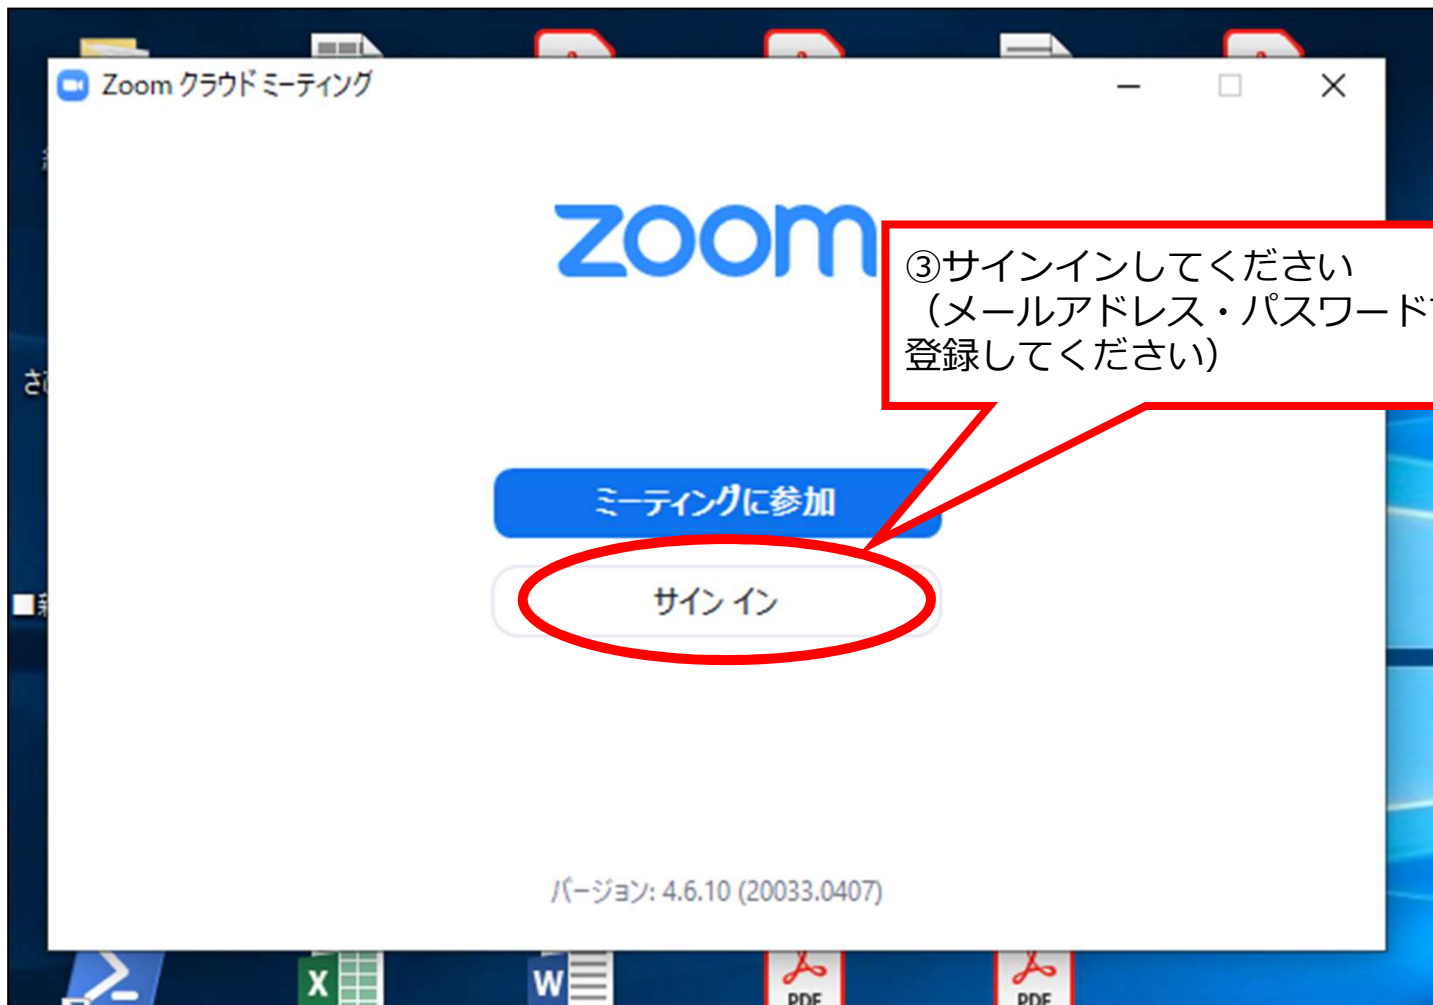 Zoom クラウド ミーティング
zoom
③サインインしてください
（メールアドレス・パスワードで
登録してください）
ミーティングに参加
サイン イン
バージョン: 4.6.10 (20033.0407)
X
W
PDF
PDF